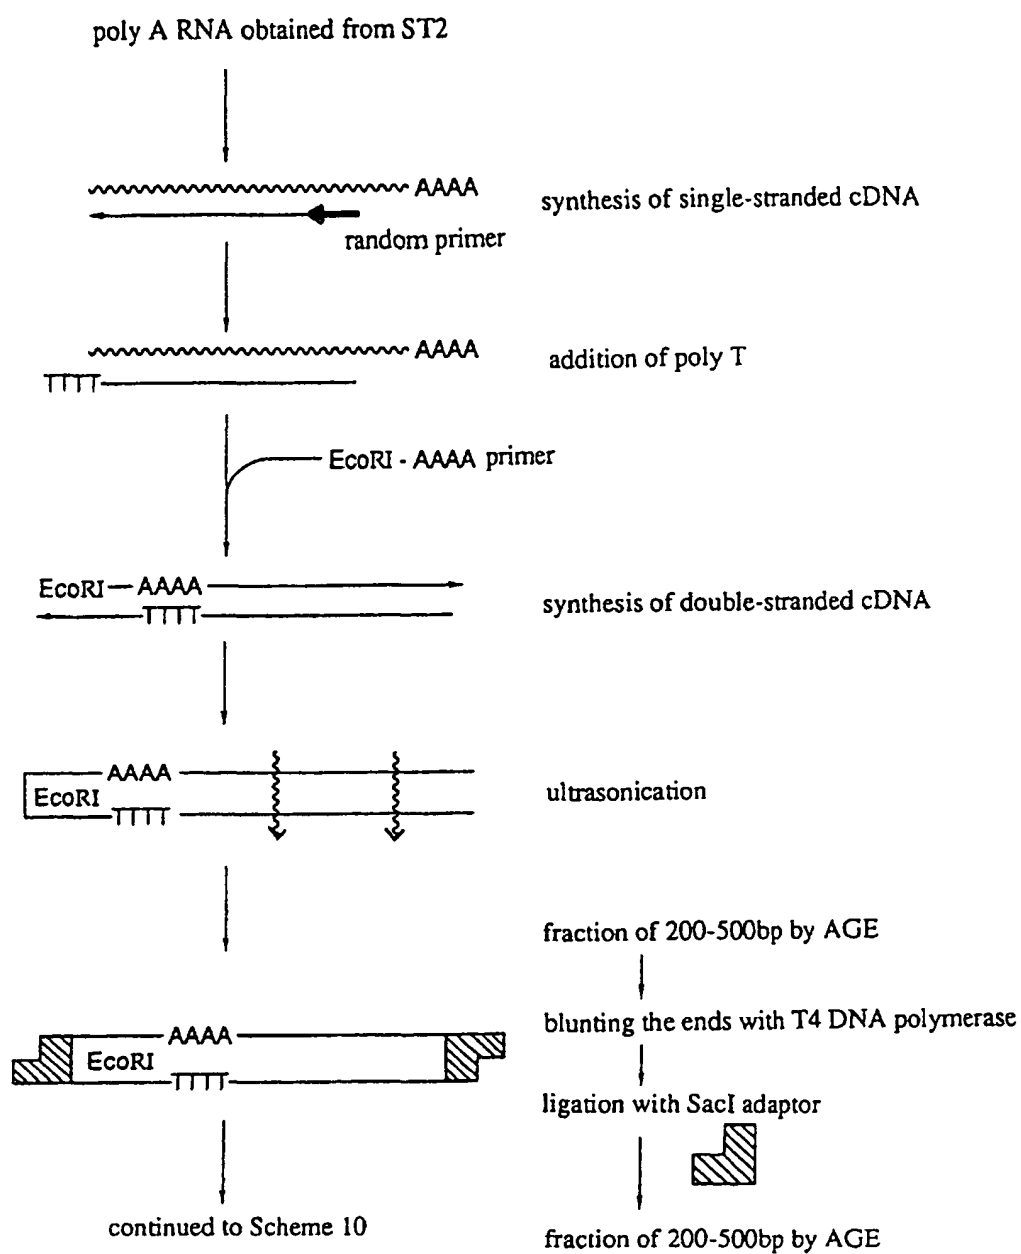 poly A RNA obtained from ST2
AAAA
synthesis of single-stranded cDNA
random primer
AAAA
addition of poly T
TTTT
EcoRI - AAAA primer
EcoRI AAAA
synthesis of double-stranded cDNA
TTTT
AAAA
EcoRI
ultrasonication
TTTT
fraction of 200-500bp by AGE
blunting the ends with T4 DNA polymerase
AAAA
EcoRI
TTTT
ligation with SacI adaptor
continued to Scheme 10
fraction of 200-500bp by AGE